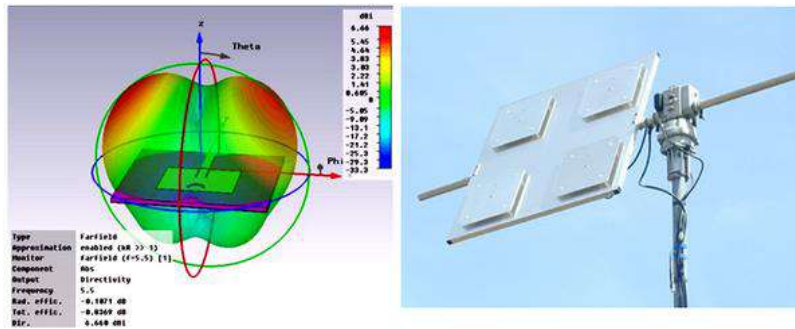 dBi
6.66
5.45
4.64
3.83
3.03
2.22
1.41
0.605
0
-5.05
-9.09
-13.1
-17.2
-21.2
-25.3
-29.3
-33.3
z
Theta
y
Phi
Type Farfield
Approximation enabled (kR >> 1)
Monitor farfield (f=5.5) [1]
Component Abs
Output Directivity
Frequency 5.5
Rad. effic. -0.1071 dB
Tot. effic. -0.8369 dB
Dir. 6.660 dBi